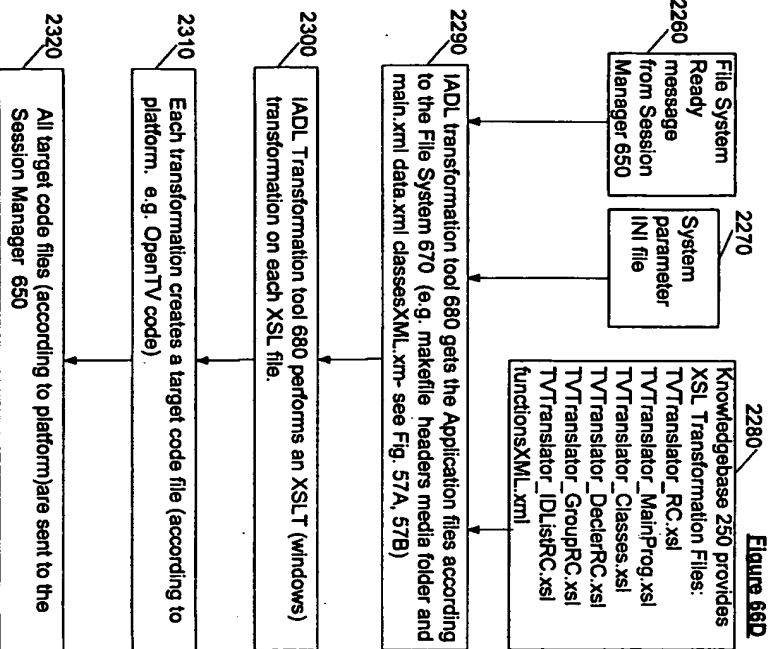 Figure 66D
2260
File System
Ready
message
from Session
Manager 650
2270
System
parameter
INI file
2280
Knowledgebase 250 provides
XSL Transformation Files:
TVTranslator_RC.xsl
TVTranslator_MainProg.xsl
TVTranslator_Classes.xsl
TVTranslator_DeclerRC.xsl
TVTranslator_GroupRC.xsl
TVTranslator_IDListRC.xsl
functionsXML.xml
2290
IADL transformation tool 680 gets the Application files according
to the File System 670 (e.g. makefile headers media folder and
main.xml data.xml classesXML.xm- see Fig. 57A, 57B)
2300
IADL Transformation tool 680 performs an XSLT (windows)
transformation on each XSL file.
2310
Each transformation creates a target code file (according to
platform. e.g. OpenTV code)
2320
All target code files (according to platform)are sent to the
Session Manager 650